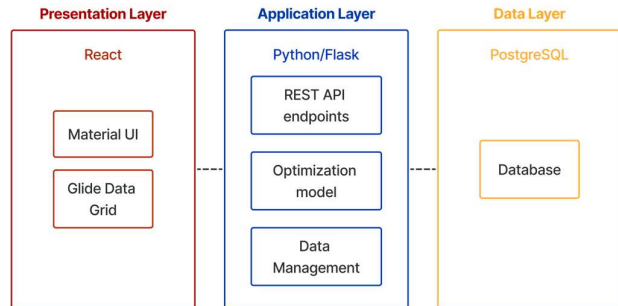 Presentation Layer
React
Material UI
Glide Data
Grid
Application Layer
Python/Flask
REST API
endpoints
Optimization
model
Data
Management
Data Layer
PostgreSQL
Database